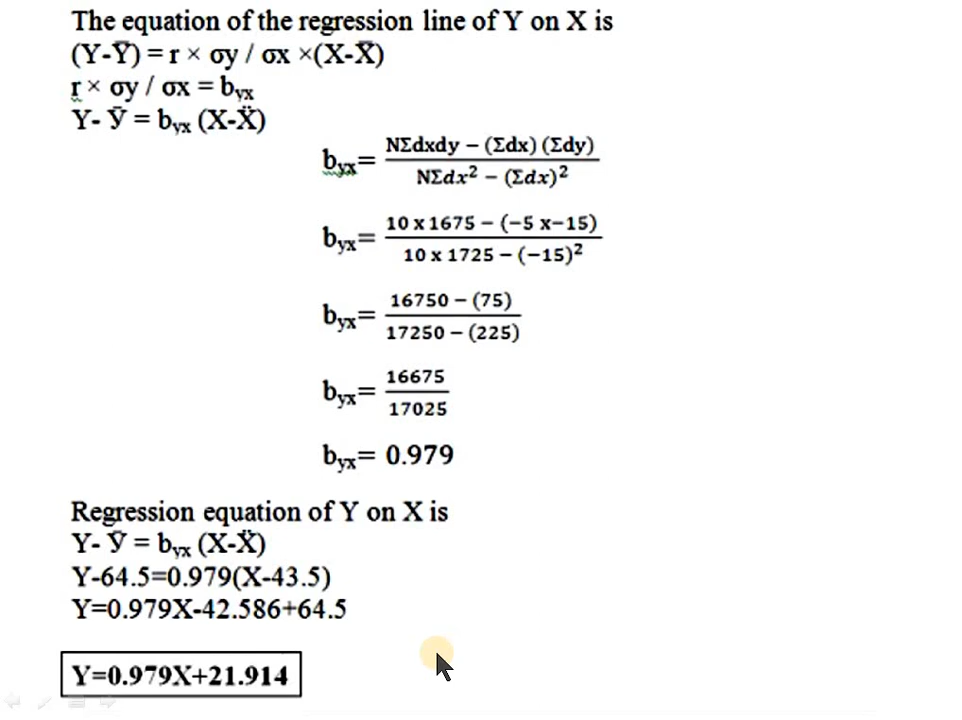 The equation of the regression line of Y on X is
(Y-Ȳ) = r × σy / σx ×(X-X̄)
r × σy / σx = byx
Y- Ȳ = byx (X-Ẍ)
byx= NΣdxdy – (Σdx) (Σdy) / NΣdx² – (Σdx)²
byx= 10 x 1675 – (–5 x–15) / 10 x 1725 – (–15)²
byx= 16750 – (75) / 17250 – (225)
byx= 16675 / 17025
byx= 0.979
Regression equation of Y on X is
Y- Ȳ = byx (X-Ẍ)
Y-64.5=0.979(X-43.5)
Y=0.979X-42.586+64.5
Y=0.979X+21.914